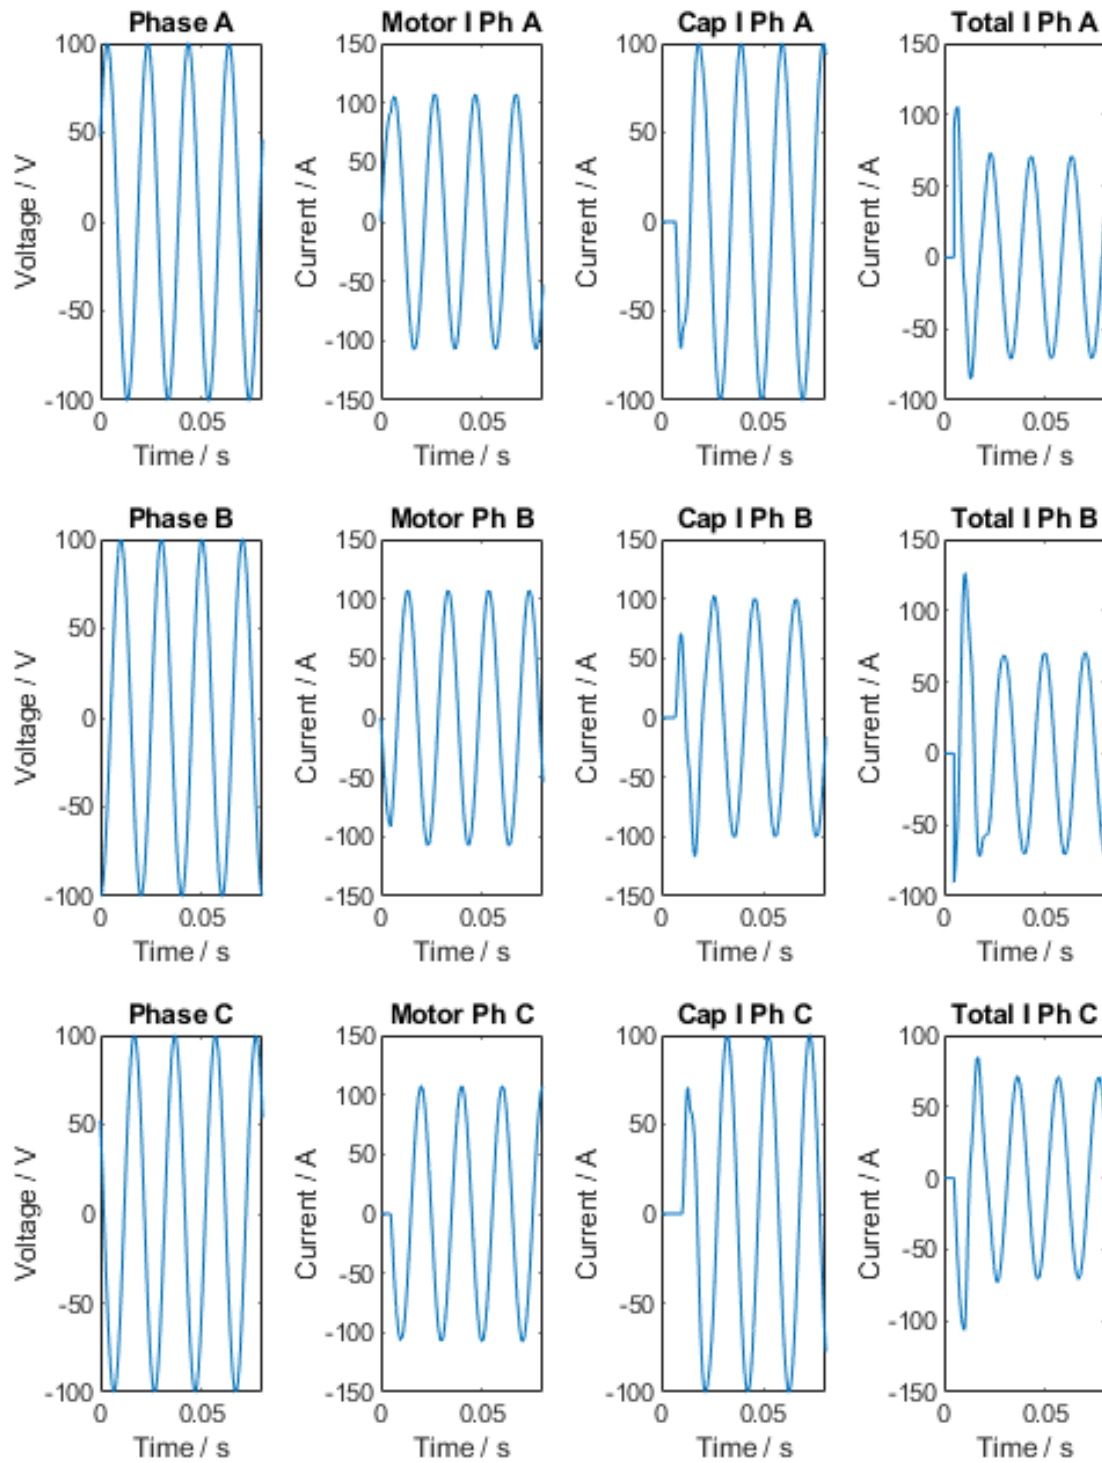 Phase A Motor I Ph A Cap I Ph A Total I Ph A
100 150 100 150
50 100 50 100
0 50 0 50
-50 0 -50 0
-100 -50 -100 -50
-100 -100
-150
Voltage / V Current / A Current / A Current / A
0 0.05 0 0.05 0 0.05 0 0.05
Time / s Time / s Time / s Time / s
Phase B Motor Ph B Cap I Ph B Total I Ph B
100 150 150 150
50 100 100 100
0 50 50 50
-50 0 0 0
-100 -50 -50 -50
-100 -100 -100
-150 -150
Voltage / V Current / A Current / A Current / A
0 0.05 0 0.05 0 0.05 0 0.05
Time / s Time / s Time / s Time / s
Phase C Motor Ph C Cap I Ph C Total I Ph C
100 150 100 100
50 100 50 50
0 50 0 0
-50 0 -50 -50
-100 -50 -100 -100
-100 -150
-150
Voltage / V Current / A Current / A Current / A
0 0.05 0 0.05 0 0.05 0 0.05
Time / s Time / s Time / s Time / s